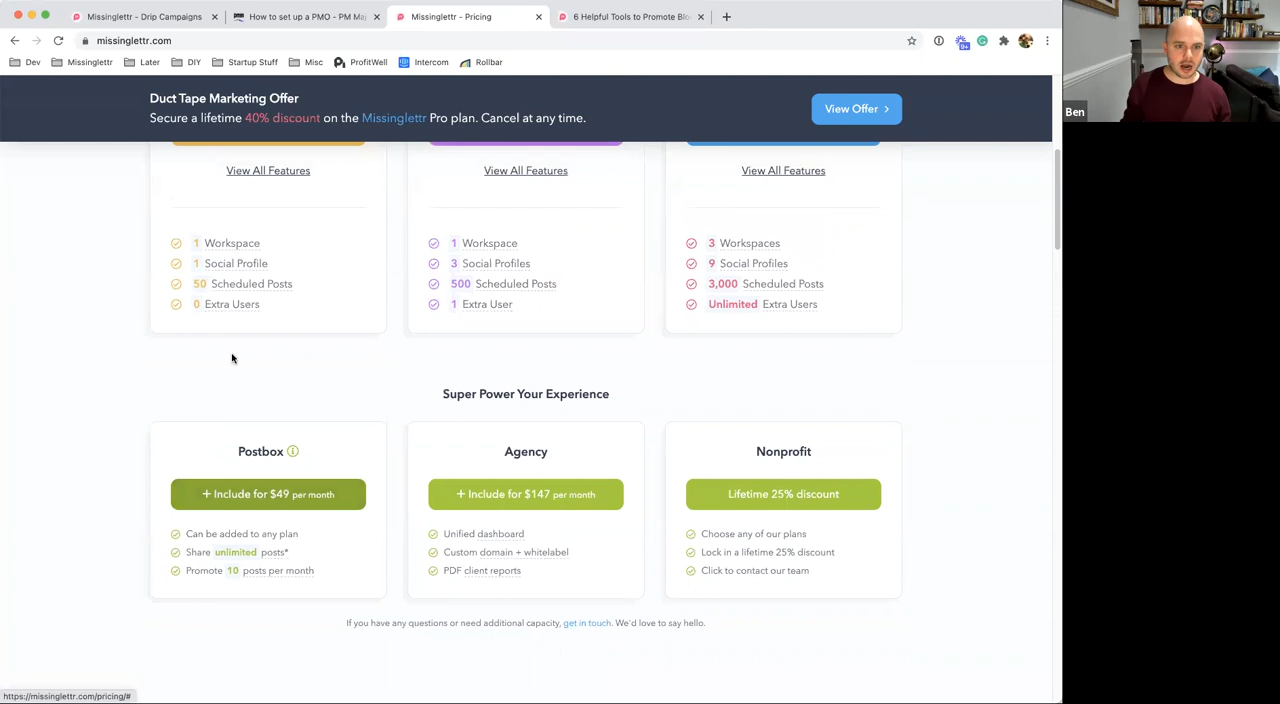 Missinglettr - Drip Campaigns
How to set up a PMO - PM Ma
Missinglettr - Pricing
6 Helpful Tools to Promote Blo
missinglettr.com
9+
Dev
Missinglettr
Later
DIY
Startup Stuff
Misc
ProfitWell
Intercom
Rollbar
Ben
Duct Tape Marketing Offer
Secure a lifetime 40% discount on the Missinglettr Pro plan. Cancel at any time.
View Offer
View All Features
View All Features
View All Features
1 Workspace
1 Social Profile
50 Scheduled Posts
0 Extra Users
1 Workspace
3 Social Profiles
500 Scheduled Posts
1 Extra User
3 Workspaces
9 Social Profiles
3,000 Scheduled Posts
Unlimited Extra Users
Super Power Your Experience
Postbox
+ Include for $49 per month
Can be added to any plan
Share unlimited posts*
Promote 10 posts per month
Agency
+ Include for $147 per month
Unified dashboard
Custom domain + whitelabel
PDF client reports
Nonprofit
Lifetime 25% discount
Choose any of our plans
Lock in a lifetime 25% discount
Click to contact our team
If you have any questions or need additional capacity, get in touch. We'd love to say hello.
https://missinglettr.com/pricing/#